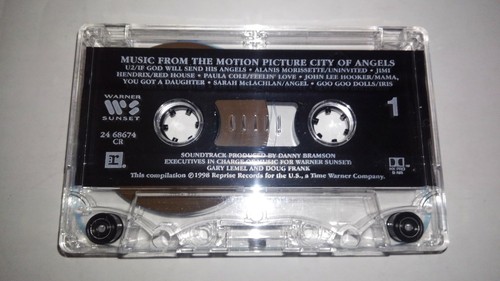 MUSIC FROM THE MOTION PICTURE CITY OF ANGELS
U2/IF GOD WILL SEND HIS ANGELS • ALANIS MORISSETTE/UNINVITED • JIMI
HENDRIX/RED HOUSE • PAULA COLE/FEELIN' LOVE • JOHN LEE HOOKER/MAMA,
YOU GOT A DAUGHTER • SARAH McLACHLAN/ANGEL • GOO GOO DOLLS/IRIS
WARNER
SUNSET
1
24 68674
CR
SOUNDTRACK PRODUCED BY DANNY BRAMSON
EXECUTIVES IN CHARGE OF MUSIC FOR WARNER SUNSET:
GARY LEMEL AND DOUG FRANK
This compilation ℗1998 Reprise Records for the U.S., a Time Warner Company.